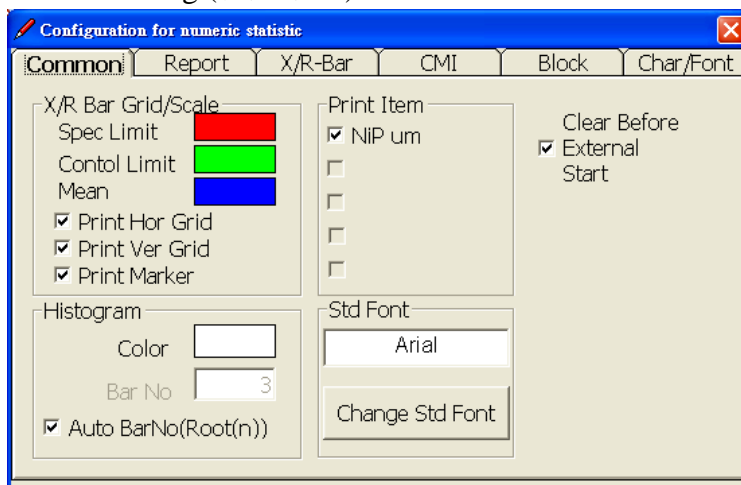 Configuration for numeric statistic
Common Report X/R-Bar CMI Block Char/Font
X/R Bar Grid/Scale
Spec Limit
Contol Limit
Mean
Print Hor Grid
Print Ver Grid
Print Marker
Print Item
NiP um
Clear Before
External
Start
Histogram
Color
Bar No 3
Auto BarNo(Root(n))
Std Font
Arial
Change Std Font